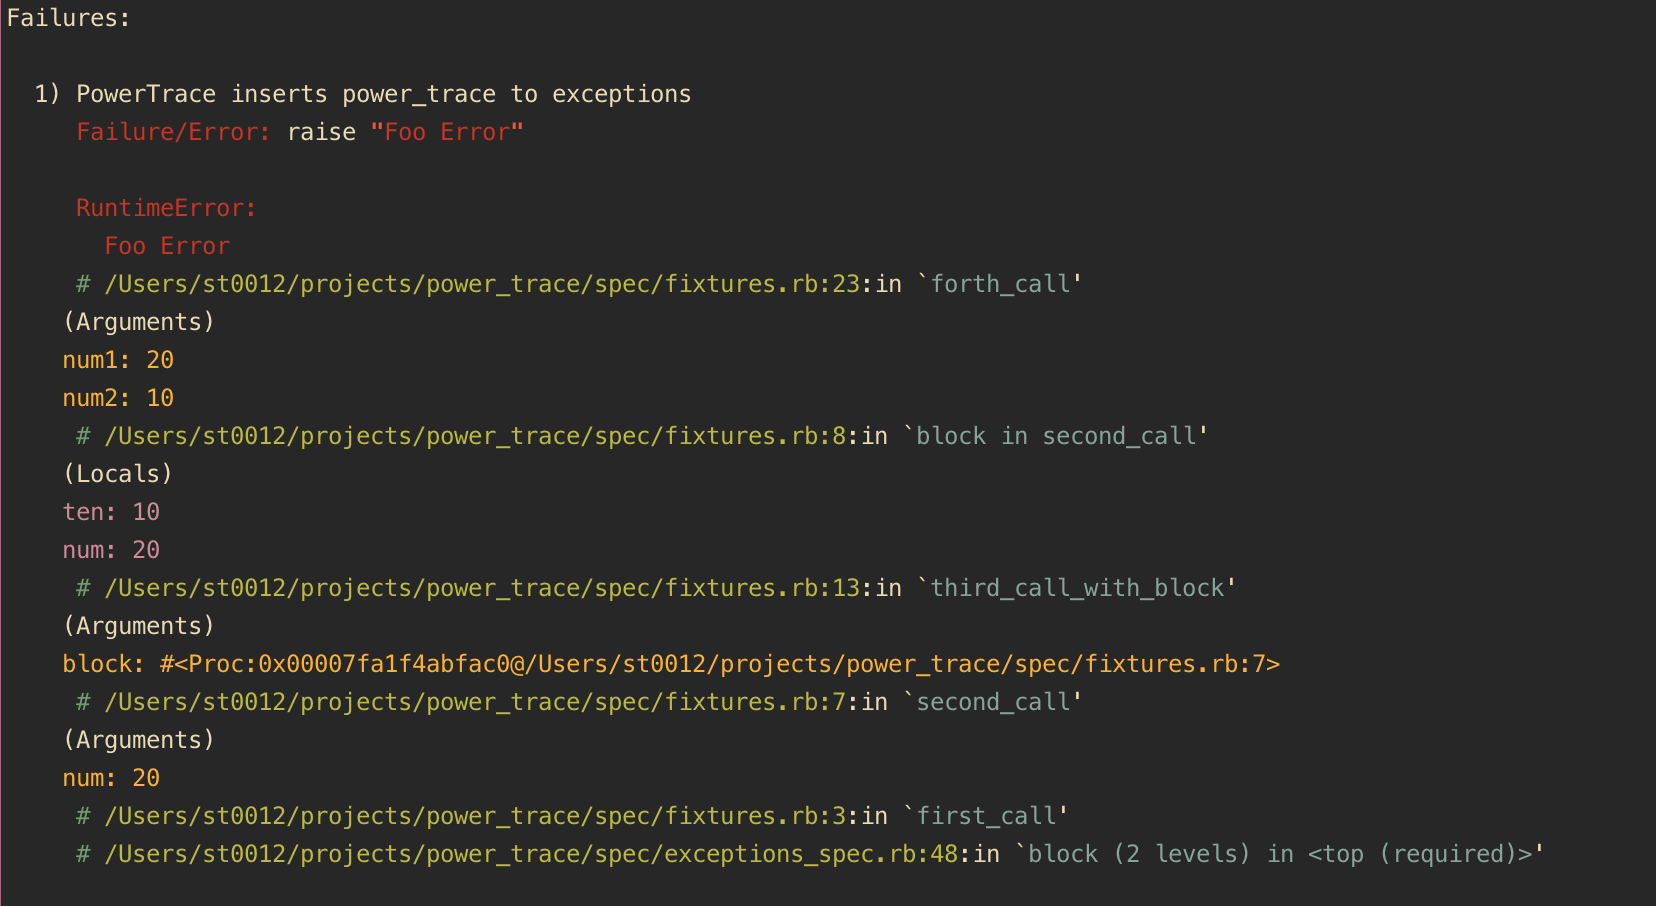 Failures:
1) PowerTrace inserts power_trace to exceptions
Failure/Error: raise "Foo Error"
RuntimeError:
Foo Error
# /Users/st0012/projects/power_trace/spec/fixtures.rb:23:in `forth_call'
(Arguments)
num1: 20
num2: 10
# /Users/st0012/projects/power_trace/spec/fixtures.rb:8:in `block in second_call'
(Locals)
ten: 10
num: 20
# /Users/st0012/projects/power_trace/spec/fixtures.rb:13:in `third_call_with_block'
(Arguments)
block: #<Proc:0x00007fa1f4abfac0@/Users/st0012/projects/power_trace/spec/fixtures.rb:7>
# /Users/st0012/projects/power_trace/spec/fixtures.rb:7:in `second_call'
(Arguments)
num: 20
# /Users/st0012/projects/power_trace/spec/fixtures.rb:3:in `first_call'
# /Users/st0012/projects/power_trace/spec/exceptions_spec.rb:48:in `block (2 levels) in <top (required)>'